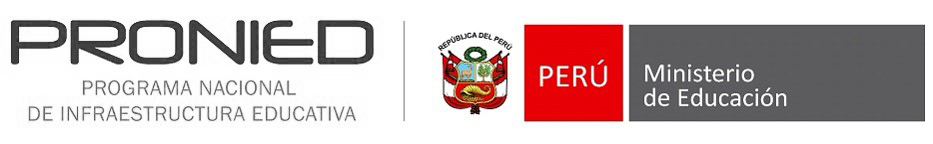 PRONIED
PROGRAMA NACIONAL
DE INFRAESTRUCTURA EDUCATIVA
REPÚBLICA DEL PERÚ
PERÚ
Ministerio
de Educación